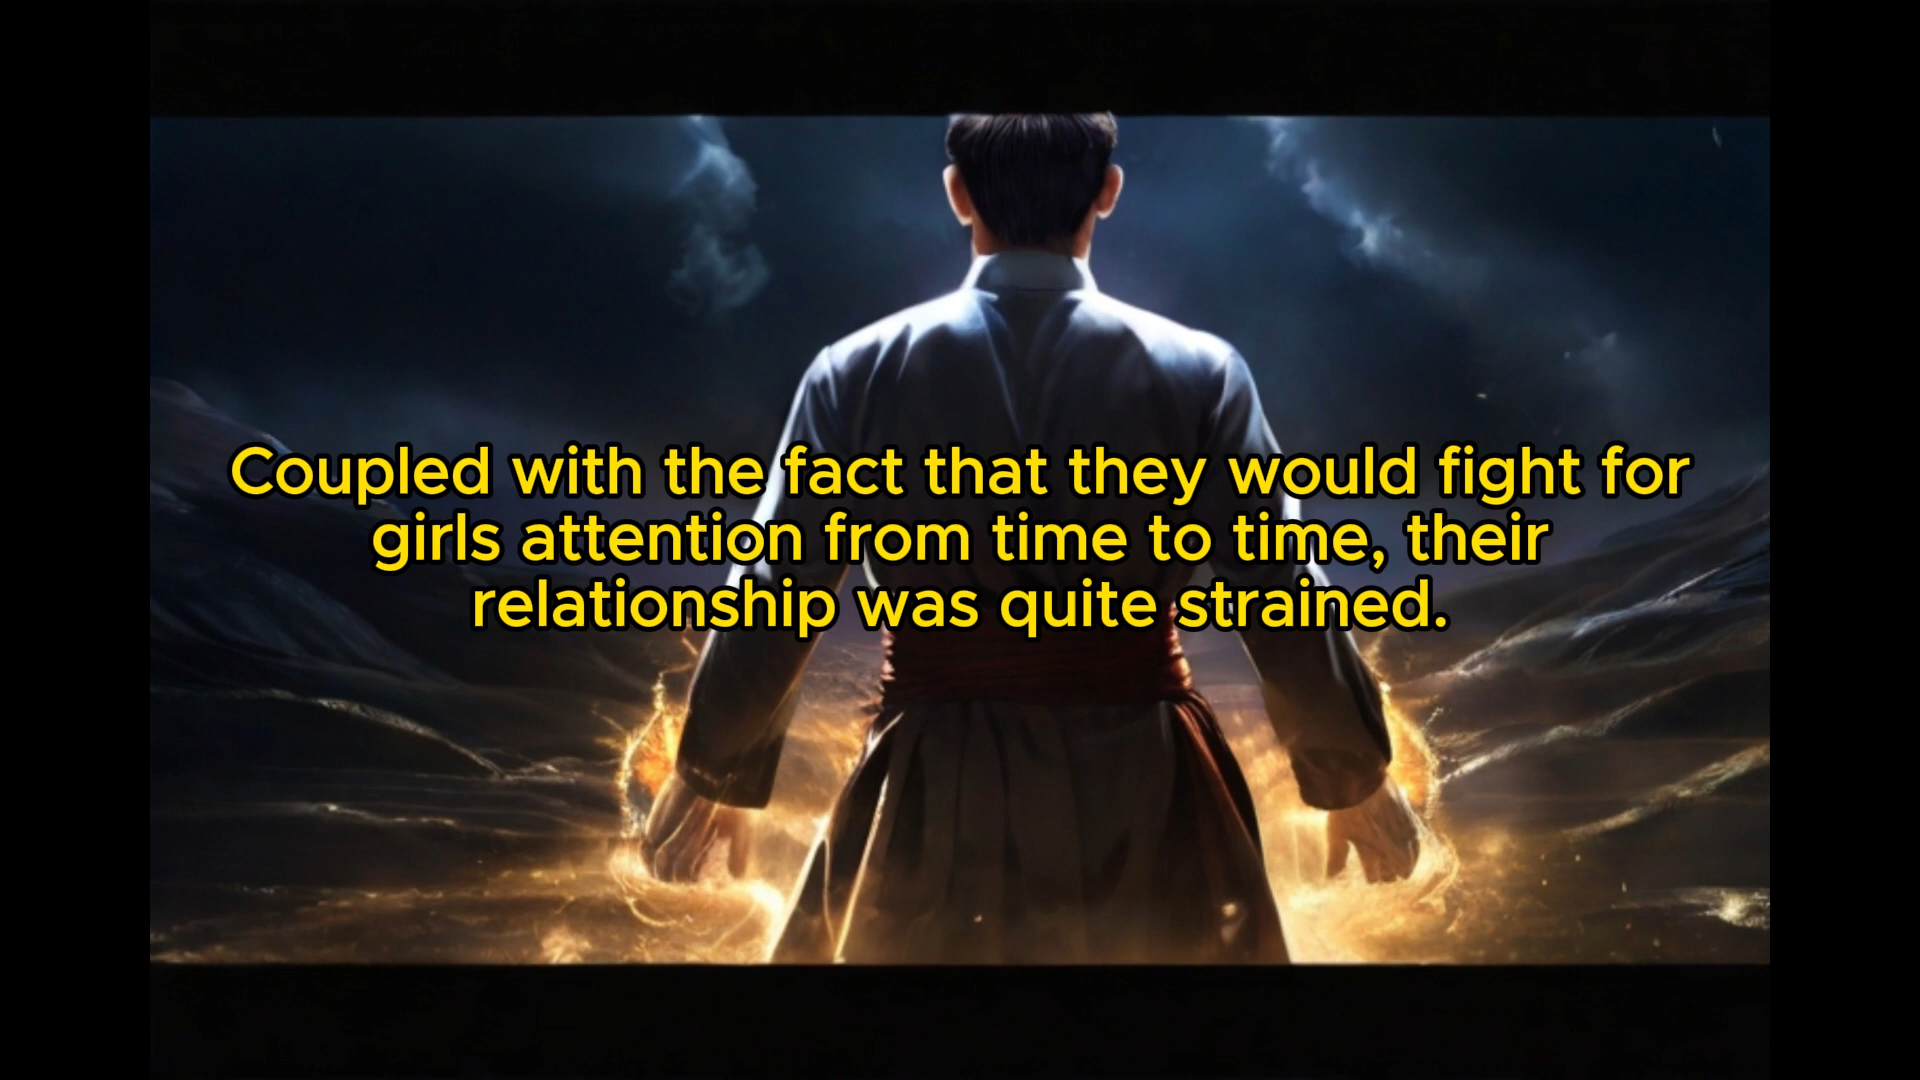 Coupled with the fact that they would fight for
girls attention from time to time, their
relationship was quite strained.